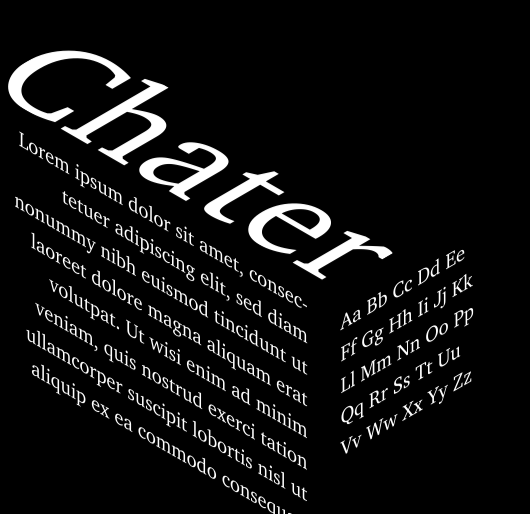 Chater
Lorem ipsum dolor sit amet, consec-
tetuer adipiscing elit, sed diam
nonummy nibh euismod tincidunt ut
laoreet dolore magna aliquam erat
volutpat. Ut wisi enim ad minim
veniam, quis nostrud exerci tation
ullamcorper suscipit lobortis nisl ut
aliquip ex ea commodo
Aa Bb Cc Dd Ee
Ff Gg Hh Ii Jj Kk
Ll Mm Nn Oo Pp
Qq Rr Ss Tt Uu
Vv Ww Xx Yy Zz